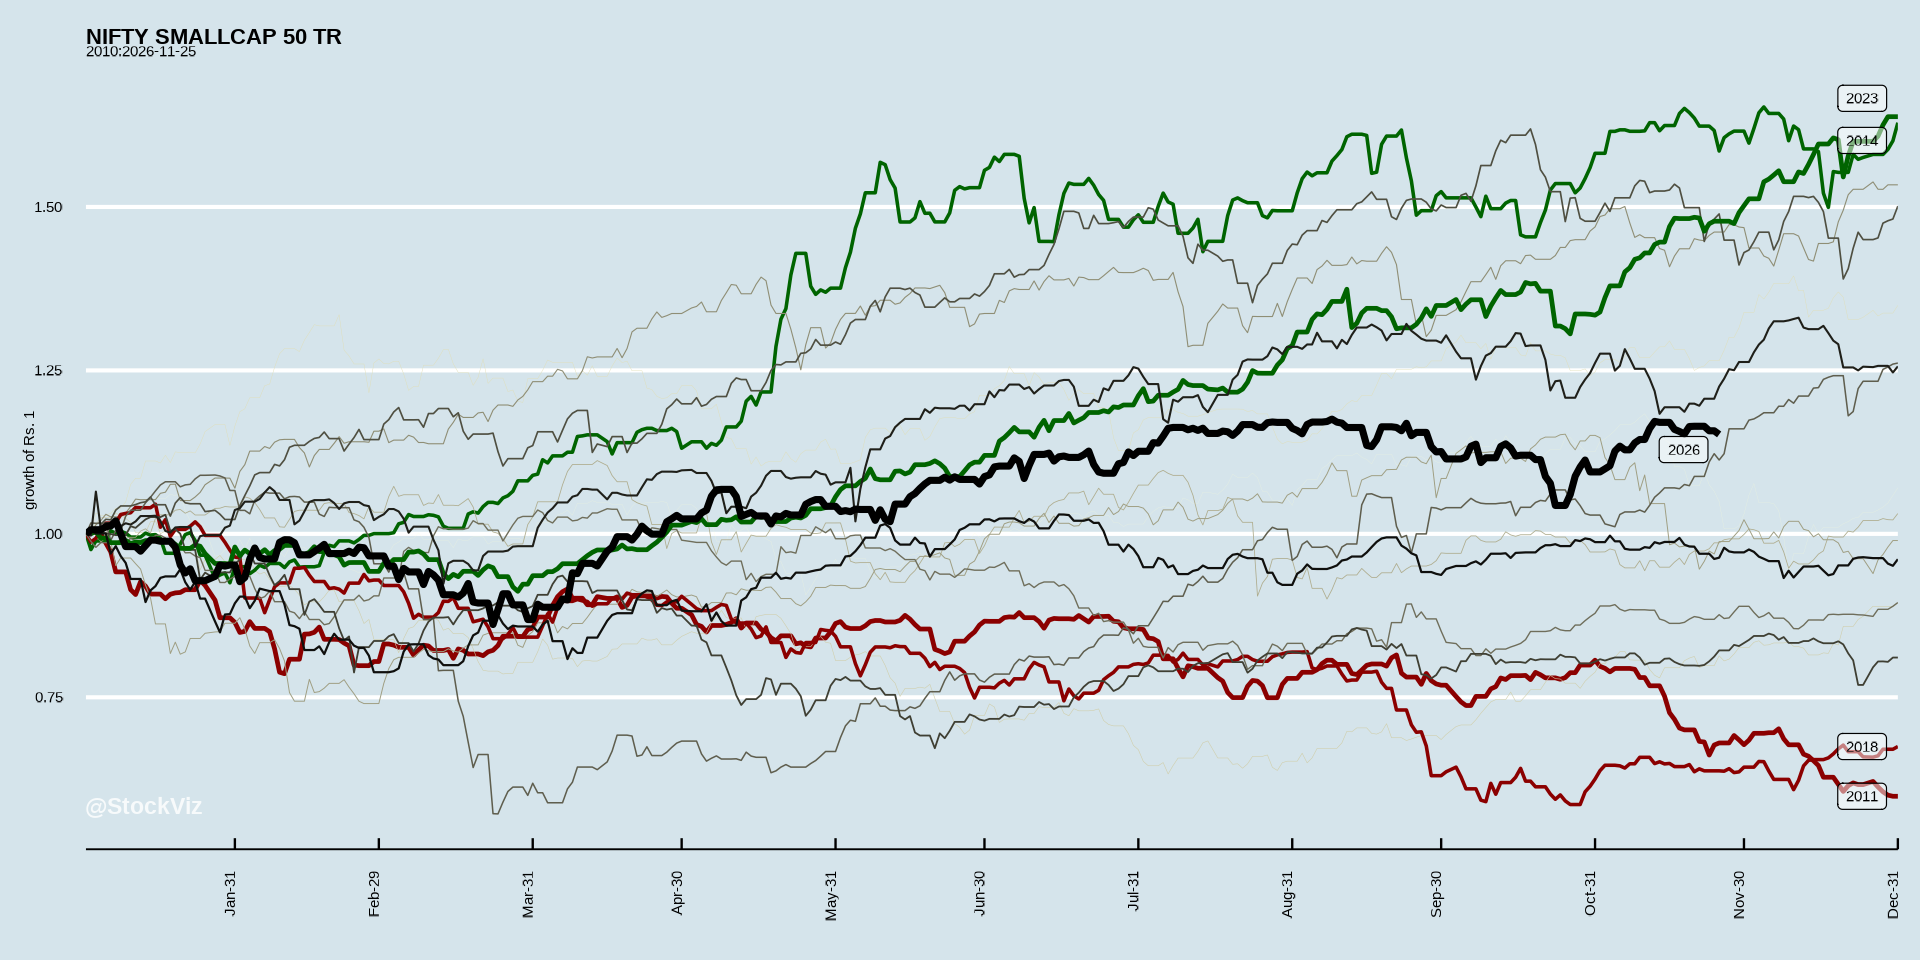 NIFTY SMALLCAP 50 TR
2010:2026-11-25
growth of Rs. 1
1.50
1.25
1.00
0.75
2023
2014
2026
2018
2011
@StockViz
Jan-31
Feb-29
Mar-31
Apr-30
May-31
Jun-30
Jul-31
Aug-31
Sep-30
Oct-31
Nov-30
Dec-31